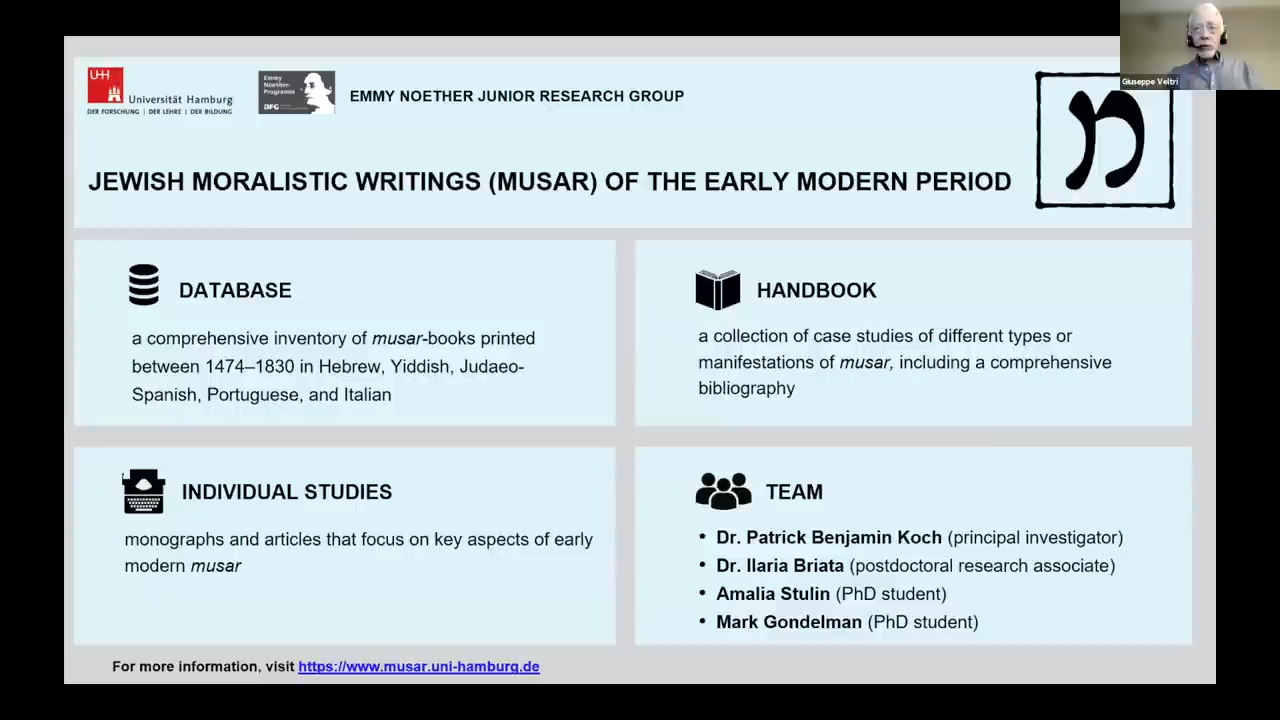 Giuseppe Veltri
UHH
Universität Hamburg
DER FORSCHUNG | DER LEHRE | DER BILDUNG
Emmy
Noether-
Programm
DFG
EMMY NOETHER JUNIOR RESEARCH GROUP
JEWISH MORALISTIC WRITINGS (MUSAR) OF THE EARLY MODERN PERIOD
מ
DATABASE
a comprehensive inventory of musar-books printed
between 1474–1830 in Hebrew, Yiddish, Judaeo-
Spanish, Portuguese, and Italian
HANDBOOK
a collection of case studies of different types or
manifestations of musar, including a comprehensive
bibliography
INDIVIDUAL STUDIES
monographs and articles that focus on key aspects of early
modern musar
TEAM
• Dr. Patrick Benjamin Koch (principal investigator)
• Dr. Ilaria Briata (postdoctoral research associate)
• Amalia Stulin (PhD student)
• Mark Gondelman (PhD student)
For more information, visit https://www.musar.uni-hamburg.de